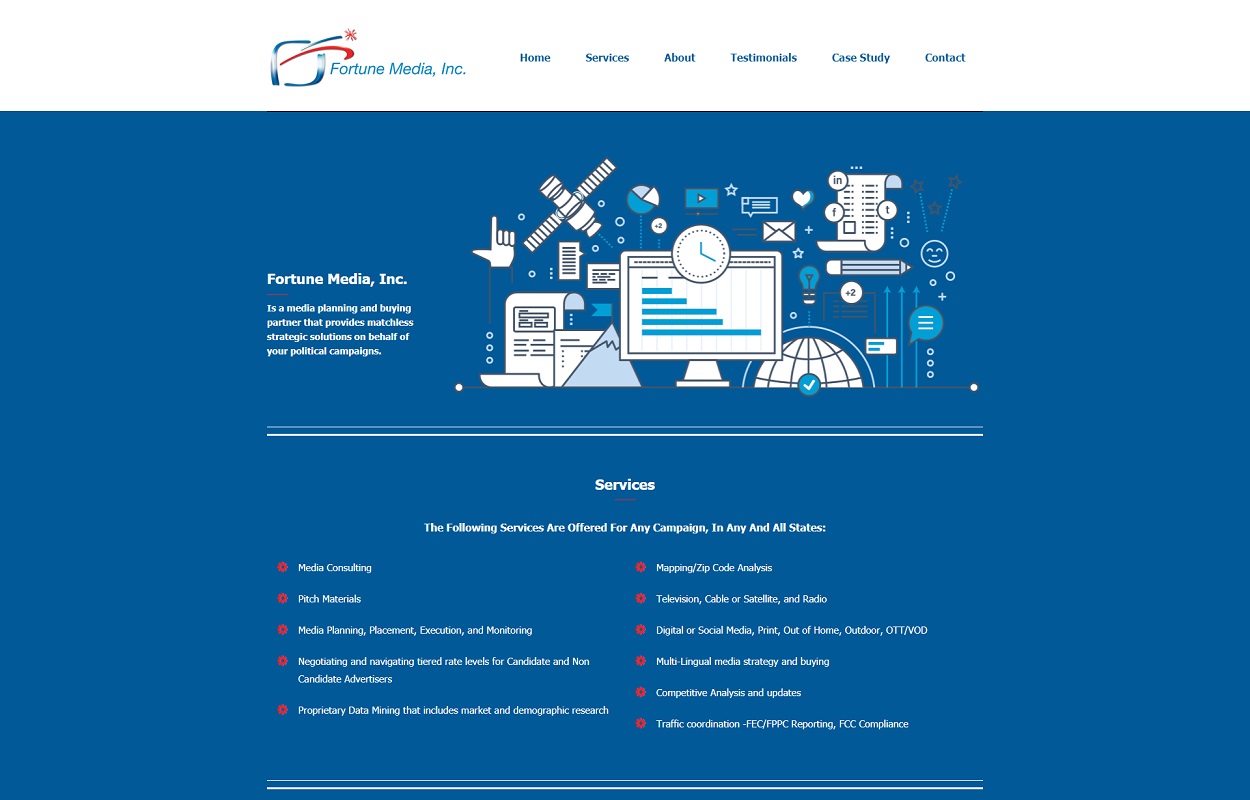 Fortune Media, Inc.
Home Services About Testimonials Case Study Contact
in
f
t
+2
+2
Fortune Media, Inc.
Is a media planning and buying
partner that provides matchless
strategic solutions on behalf of
your political campaigns.
Services
The Following Services Are Offered For Any Campaign, In Any And All States:
Media Consulting
Pitch Materials
Media Planning, Placement, Execution, and Monitoring
Negotiating and navigating tiered rate levels for Candidate and Non
Candidate Advertisers
Proprietary Data Mining that includes market and demographic research
Mapping/Zip Code Analysis
Television, Cable or Satellite, and Radio
Digital or Social Media, Print, Out of Home, Outdoor, OTT/VOD
Multi-Lingual media strategy and buying
Competitive Analysis and updates
Traffic coordination -FEC/FPPC Reporting, FCC Compliance